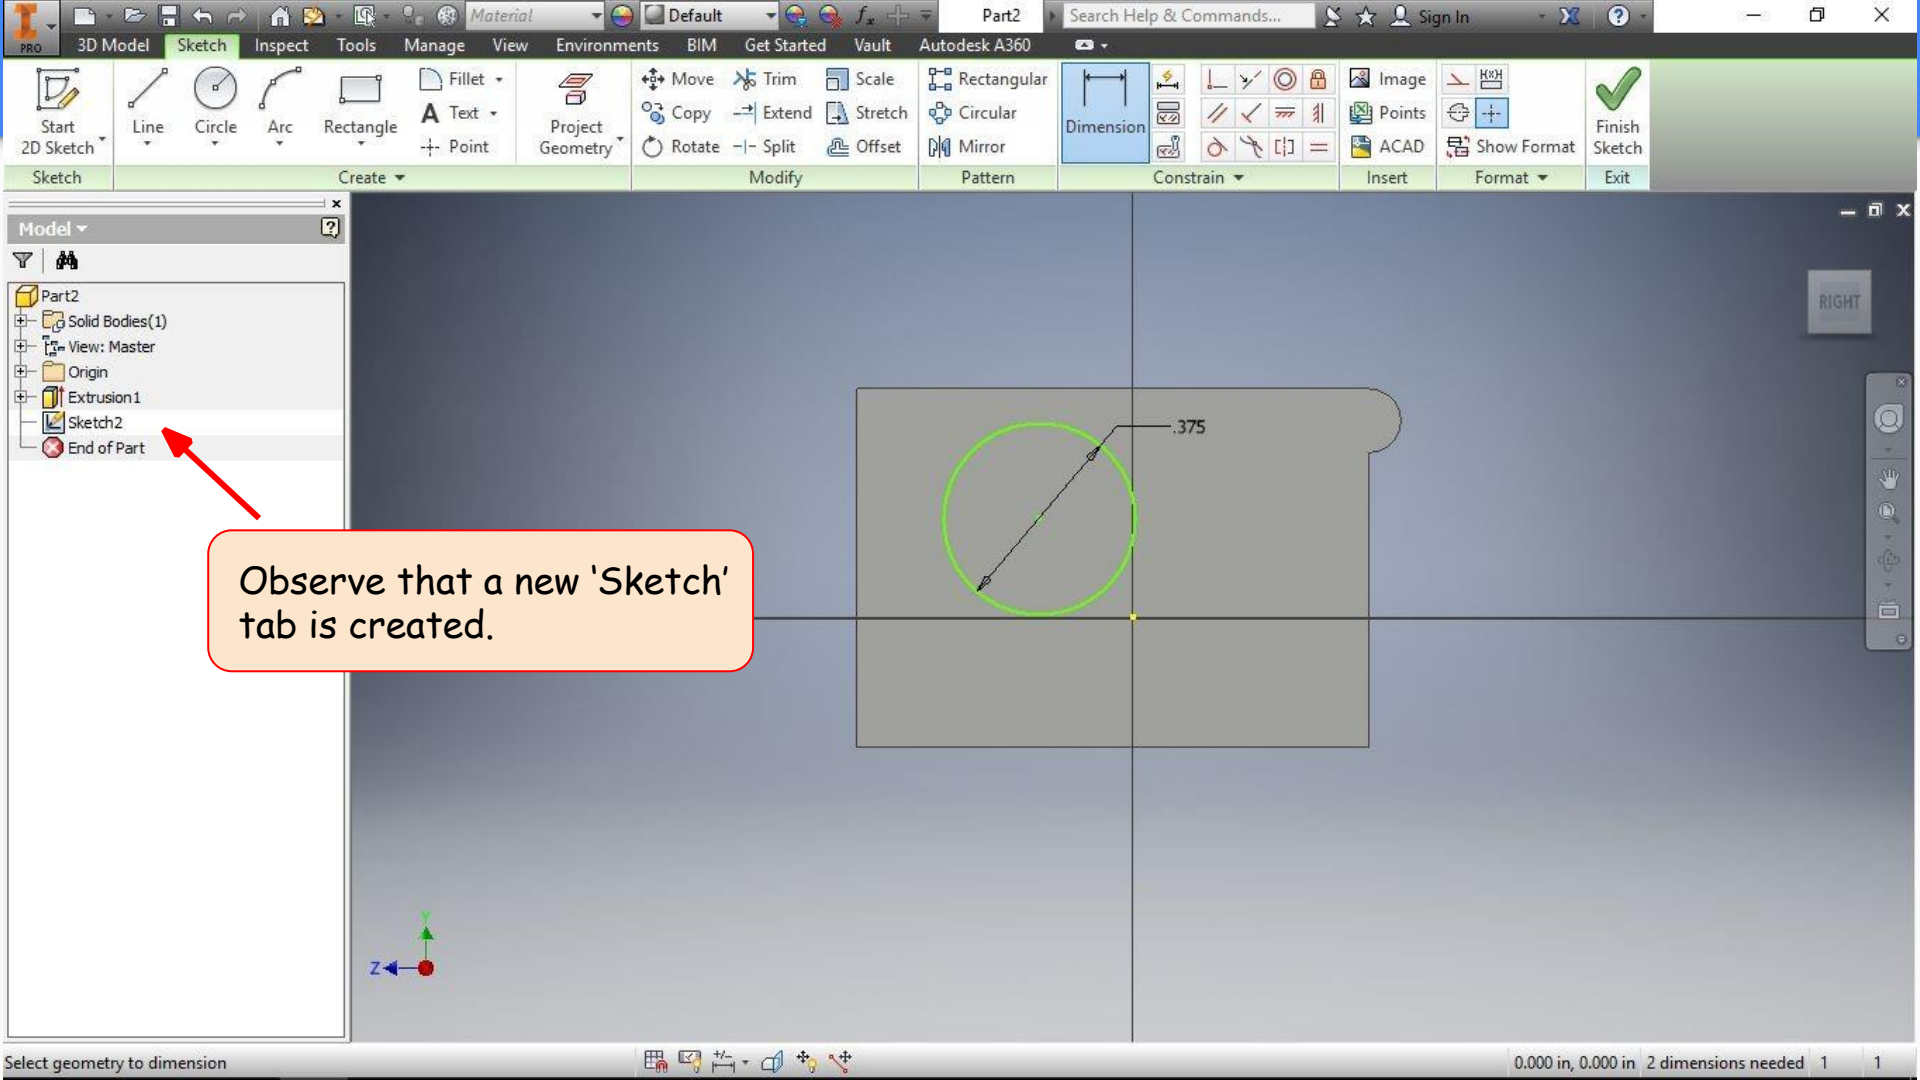 Material Default fx Part2 Search Help & Commands... Sign In
PRO 3D Model Sketch Inspect Tools Manage View Environments BIM Get Started Vault Autodesk A360
Start 2D Sketch
Line
Circle
Arc
Rectangle
Fillet
Text
Point
Project Geometry
Move Trim Scale
Copy Extend Stretch
Rotate Split Offset
Rectangular
Circular
Mirror
Dimension
Image
Points
ACAD
Show Format
Finish Sketch
Sketch Create Modify Pattern Constrain Insert Format Exit
Model
Part2
Solid Bodies(1)
View: Master
Origin
Extrusion1
Sketch2
End of Part
RIGHT
.375
Observe that a new ‘Sketch’
tab is created.
Y
Z
Select geometry to dimension 0.000 in, 0.000 in 2 dimensions needed 1 1